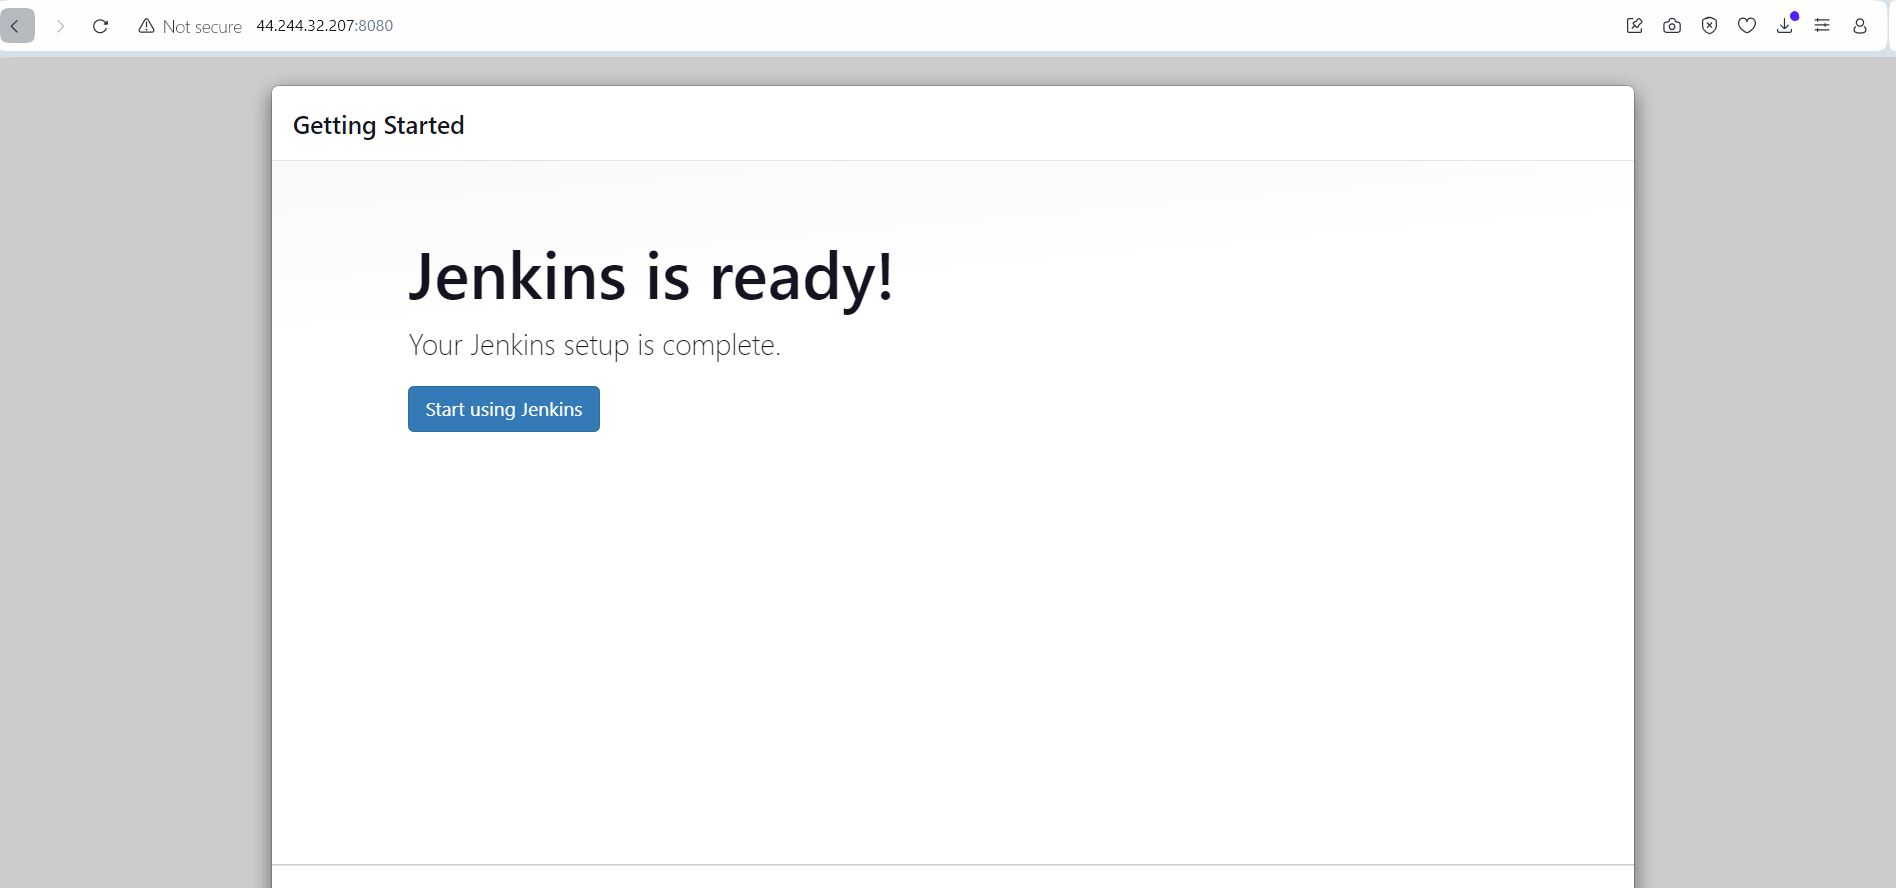 Not secure 44.244.32.207:8080
Getting Started
Jenkins is ready!
Your Jenkins setup is complete.
Start using Jenkins